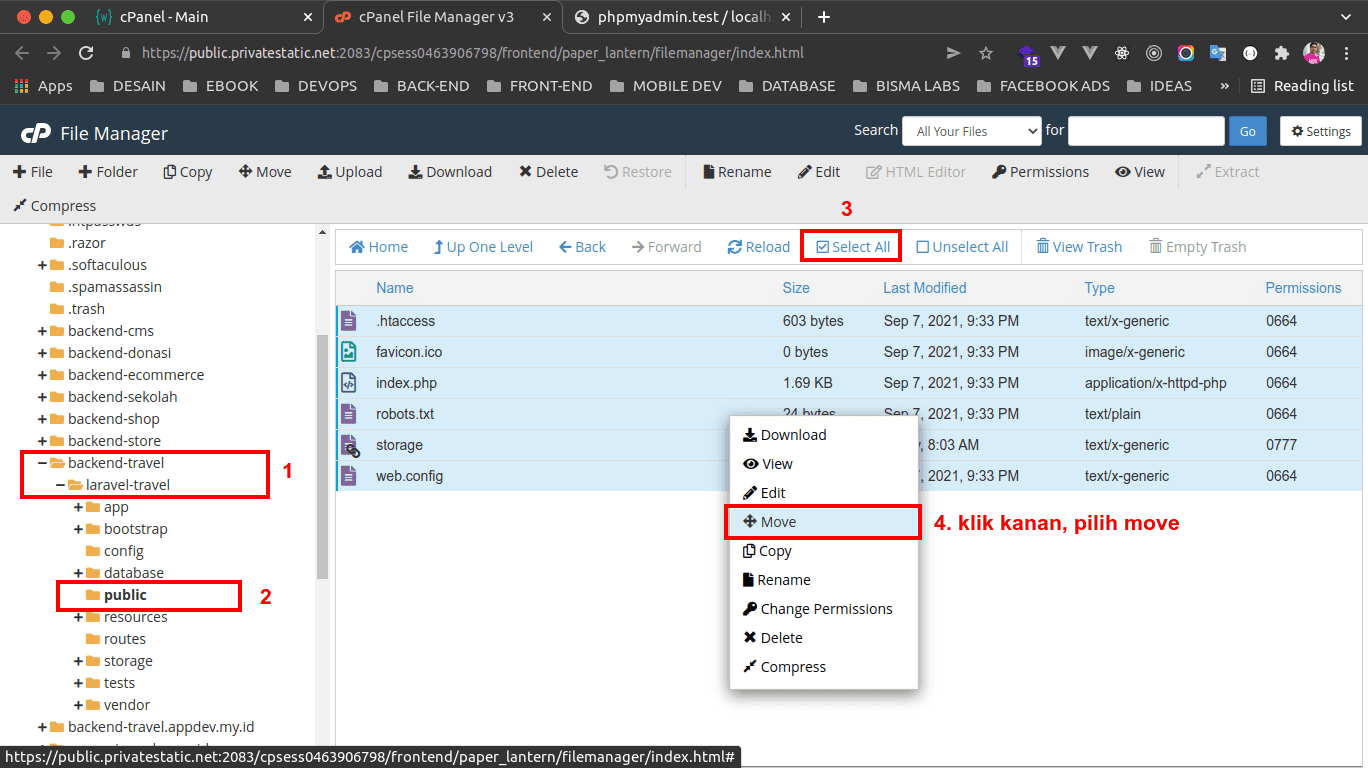 cPanel - Main
cPanel File Manager v3
phpmyadmin.test / localh
https://public.privatestatic.net:2083/cpsess0463906798/frontend/paper_lantern/filemanager/index.html
15
Apps DESAIN EBOOK DEVOPS BACK-END FRONT-END MOBILE DEV DATABASE BISMA LABS FACEBOOK ADS IDEAS » Reading list
cP File Manager
Search All Your Files for Go Settings
File Folder Copy Move Upload Download Delete Restore Rename Edit HTML Editor Permissions View Extract
Compress
3
Home Up One Level Back Forward Reload Select All Unselect All View Trash Empty Trash
.razor
.softaculous
.spamassassin
.trash
backend-cms
backend-donasi
backend-ecommerce
backend-sekolah
backend-shop
backend-store
backend-travel
laravel-travel
1
app
bootstrap
config
database
public
2
resources
routes
storage
tests
vendor
backend-travel.appdev.my.id
Name Size Last Modified Type Permissions
.htaccess 603 bytes Sep 7, 2021, 9:33 PM text/x-generic 0664
favicon.ico 0 bytes Sep 7, 2021, 9:33 PM image/x-generic 0664
index.php 1.69 KB Sep 7, 2021, 9:33 PM application/x-httpd-php 0664
robots.txt 24 bytes Sep 7, 2021, 9:33 PM text/plain 0664
storage 8:03 AM text/x-generic 0777
web.config 2021, 9:33 PM text/x-generic 0664
Download
View
Edit
Move
4. klik kanan, pilih move
Copy
Rename
Change Permissions
Delete
Compress
https://public.privatestatic.net:2083/cpsess0463906798/frontend/paper_lantern/filemanager/index.html#